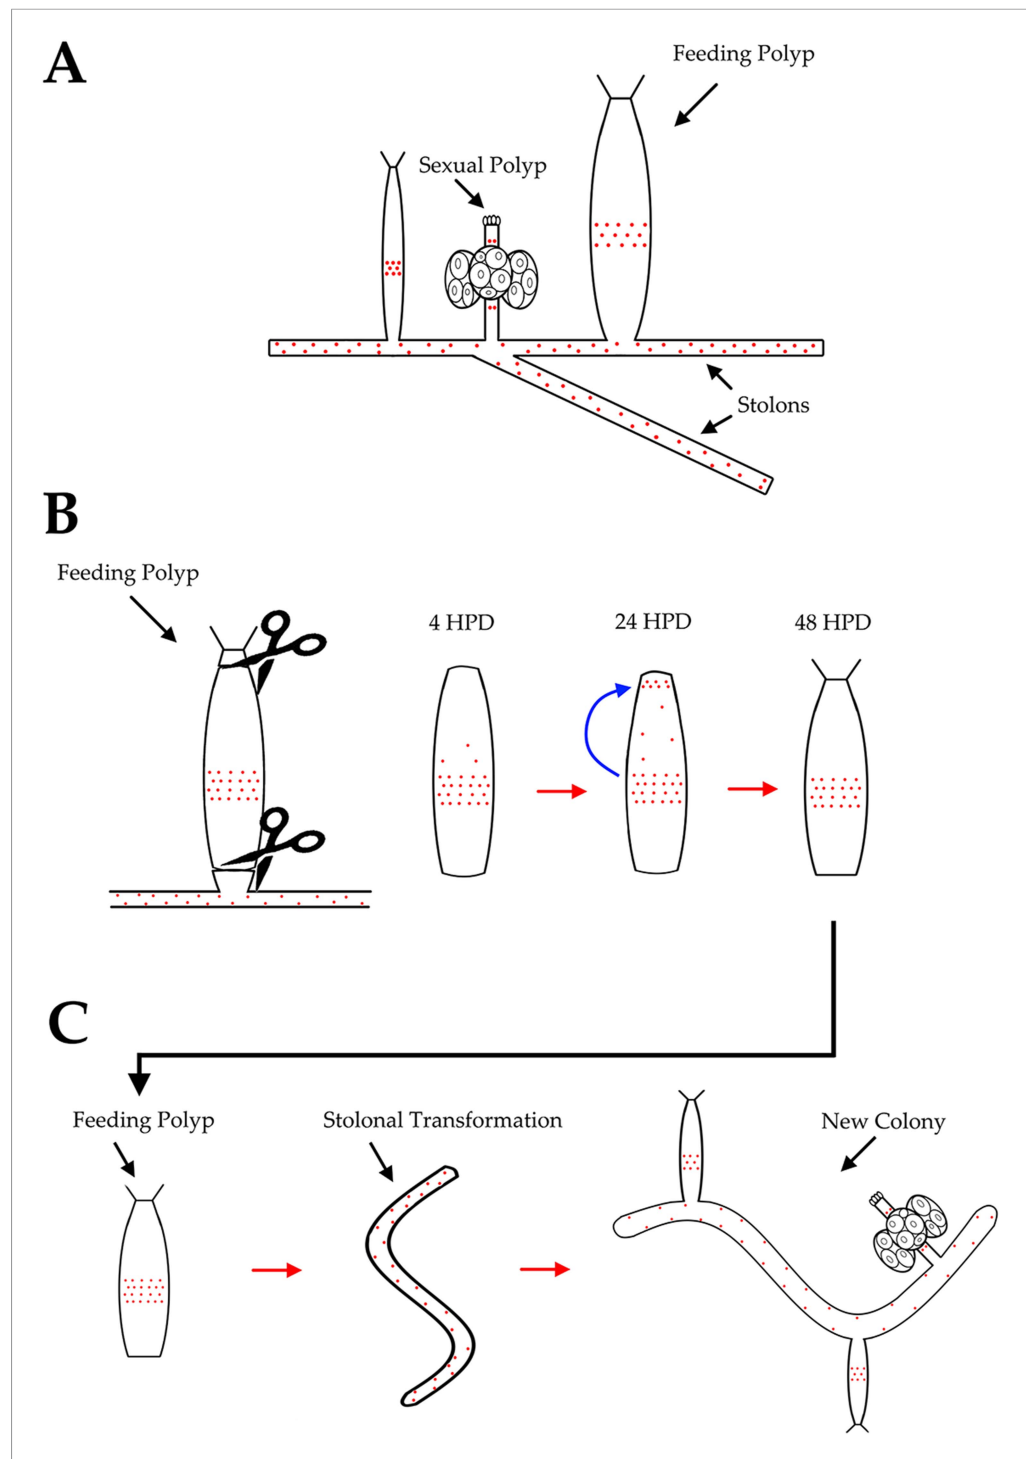 A
Feeding Polyp
Sexual Polyp
Stolons
B
Feeding Polyp
4 HPD
24 HPD
48 HPD
C
Feeding Polyp
Stolonal Transformation
New Colony